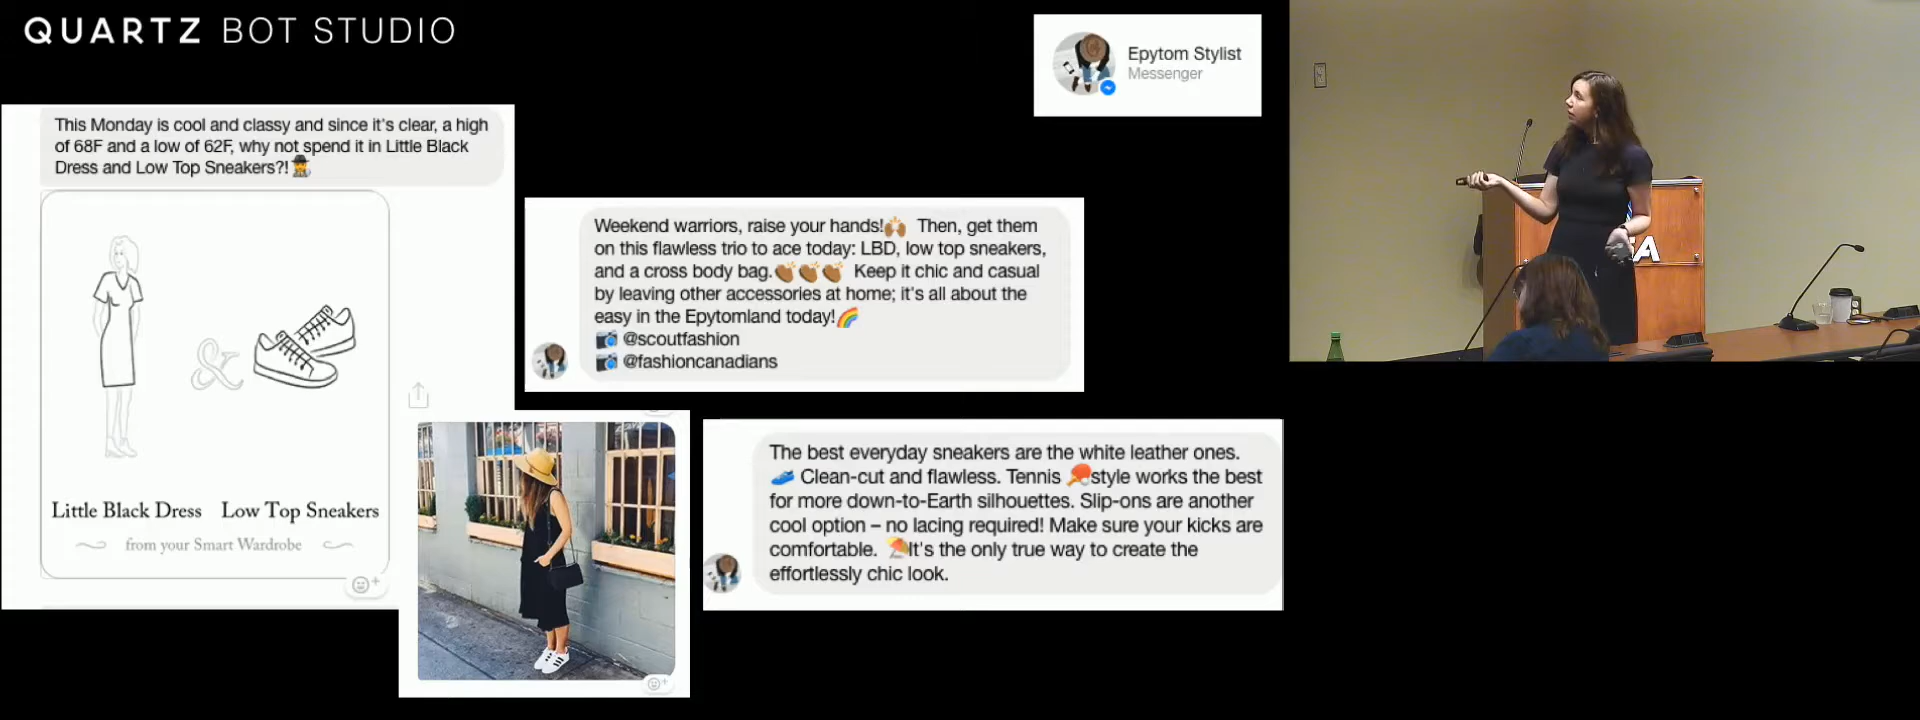 QUARTZ BOT STUDIO
Epytom Stylist
Messenger
This Monday is cool and classy and since it's clear, a high
of 68F and a low of 62F, why not spend it in Little Black
Dress and Low Top Sneakers?!
&
Little Black Dress Low Top Sneakers
from your Smart Wardrobe
Weekend warriors, raise your hands! Then, get them
on this flawless trio to ace today: LBD, low top sneakers,
and a cross body bag. Keep it chic and casual
by leaving other accessories at home; it's all about the
easy in the Epytomland today!
@scoutfashion
@fashioncanadians
The best everyday sneakers are the white leather ones.
Clean-cut and flawless. Tennis style works the best
for more down-to-Earth silhouettes. Slip-ons are another
cool option – no lacing required! Make sure your kicks are
comfortable. It's the only true way to create the
effortlessly chic look.